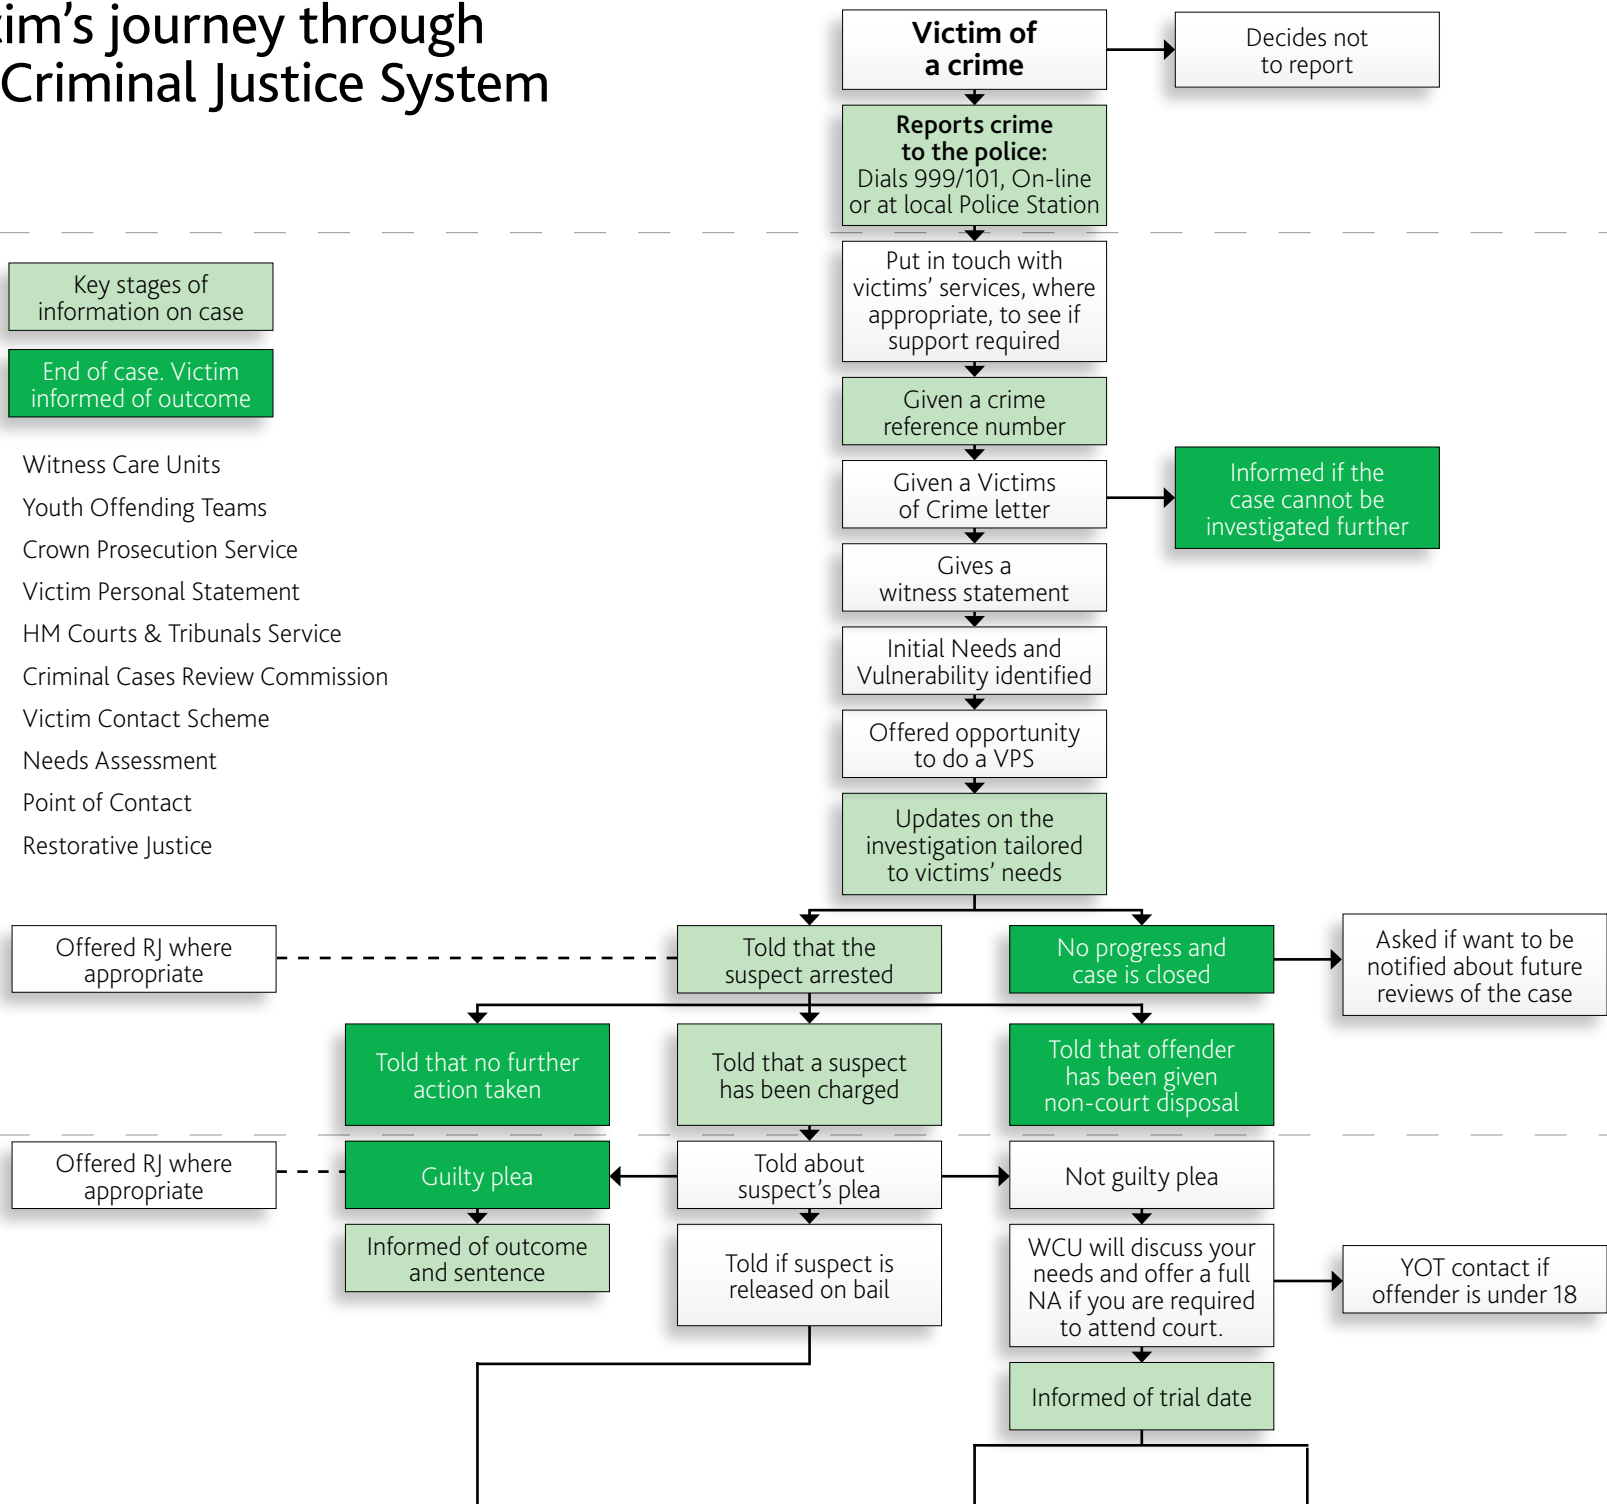 tim's journey through
Criminal Justice System
Victim of
a crime
Decides not
to report
Reports crime
to the police:
Dials 999/101, On-line
or at local Police Station
Put in touch with
victims' services, where
appropriate, to see if
support required
Key stages of
information on case
End of case. Victim
informed of outcome
Witness Care Units
Youth Offending Teams
Crown Prosecution Service
Victim Personal Statement
HM Courts & Tribunals Service
Criminal Cases Review Commission
Victim Contact Scheme
Needs Assessment
Point of Contact
Restorative Justice
Given a crime
reference number
Given a Victims
of Crime letter
Informed if the
case cannot be
investigated further
Gives a
witness statement
Initial Needs and
Vulnerability identified
Offered opportunity
to do a VPS
Updates on the
investigation tailored
to victims' needs
Offered RJ where
appropriate
Told that the
suspect arrested
No progress and
case is closed
Asked if want to be
notified about future
reviews of the case
Told that no further
action taken
Told that a suspect
has been charged
Told that offender
has been given
non-court disposal
Offered RJ where
appropriate
Guilty plea
Told about
suspect's plea
Not guilty plea
Informed of outcome
and sentence
Told if suspect is
released on bail
WCU will discuss your
needs and offer a full
NA if you are required
to attend court.
YOT contact if
offender is under 18
Informed of trial date